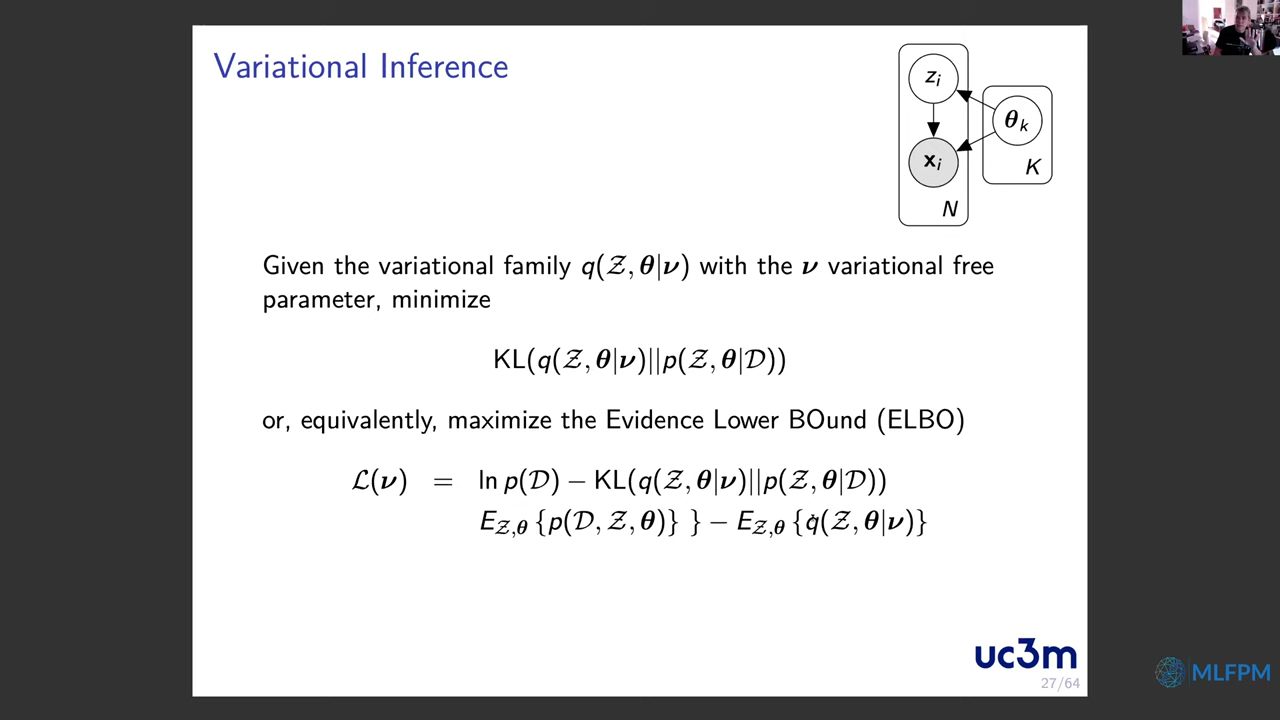 Variational Inference
z_i
θ_k
x_i
K
N
Given the variational family q(𝒵, θ|ν) with the ν variational free
parameter, minimize
KL(q(𝒵, θ|ν)||p(𝒵, θ|𝒟))
or, equivalently, maximize the Evidence Lower BOund (ELBO)
ℒ(ν) = ln p(𝒟) − KL(q(𝒵, θ|ν)||p(𝒵, θ|𝒟))
E_{𝒵,θ} {p(𝒟, 𝒵, θ)} } − E_{𝒵,θ} {q(𝒵, θ|ν)}
uc3m
27/64
MLFPM